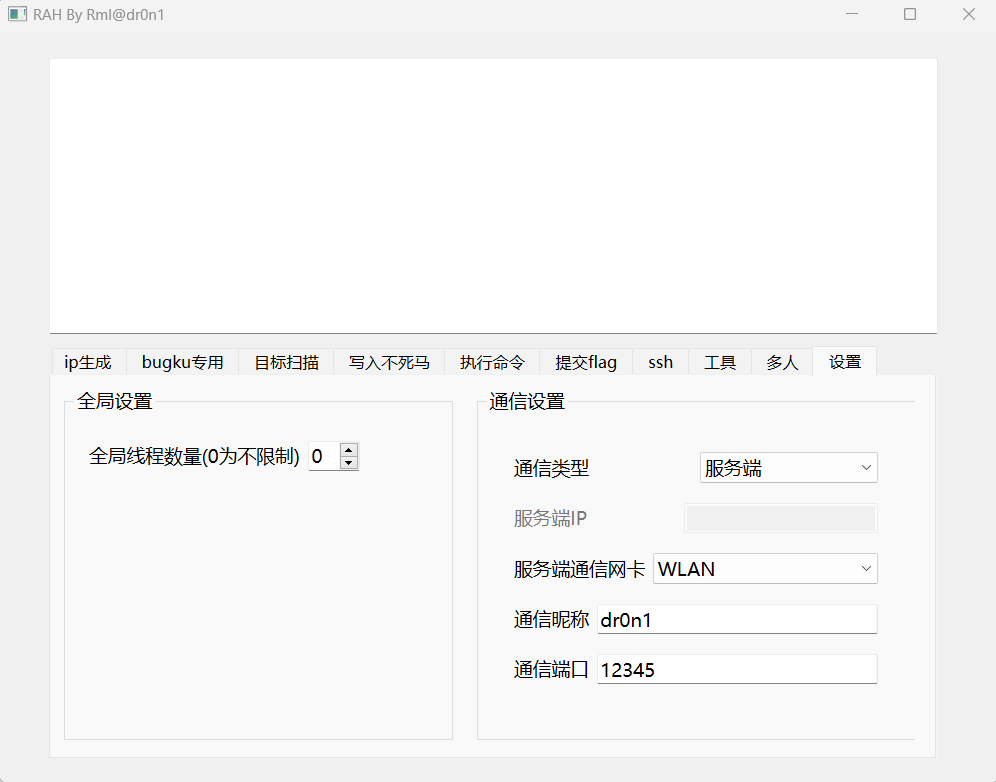 RAH By Rml@dr0n1
ip生成 bugku专用 目标扫描 写入不死马 执行命令 提交flag ssh 工具 多人 设置
全局设置
全局线程数量(0为不限制) 0
通信设置
通信类型 服务端
服务端IP
服务端通信网卡 WLAN
通信昵称 dr0n1
通信端口 12345